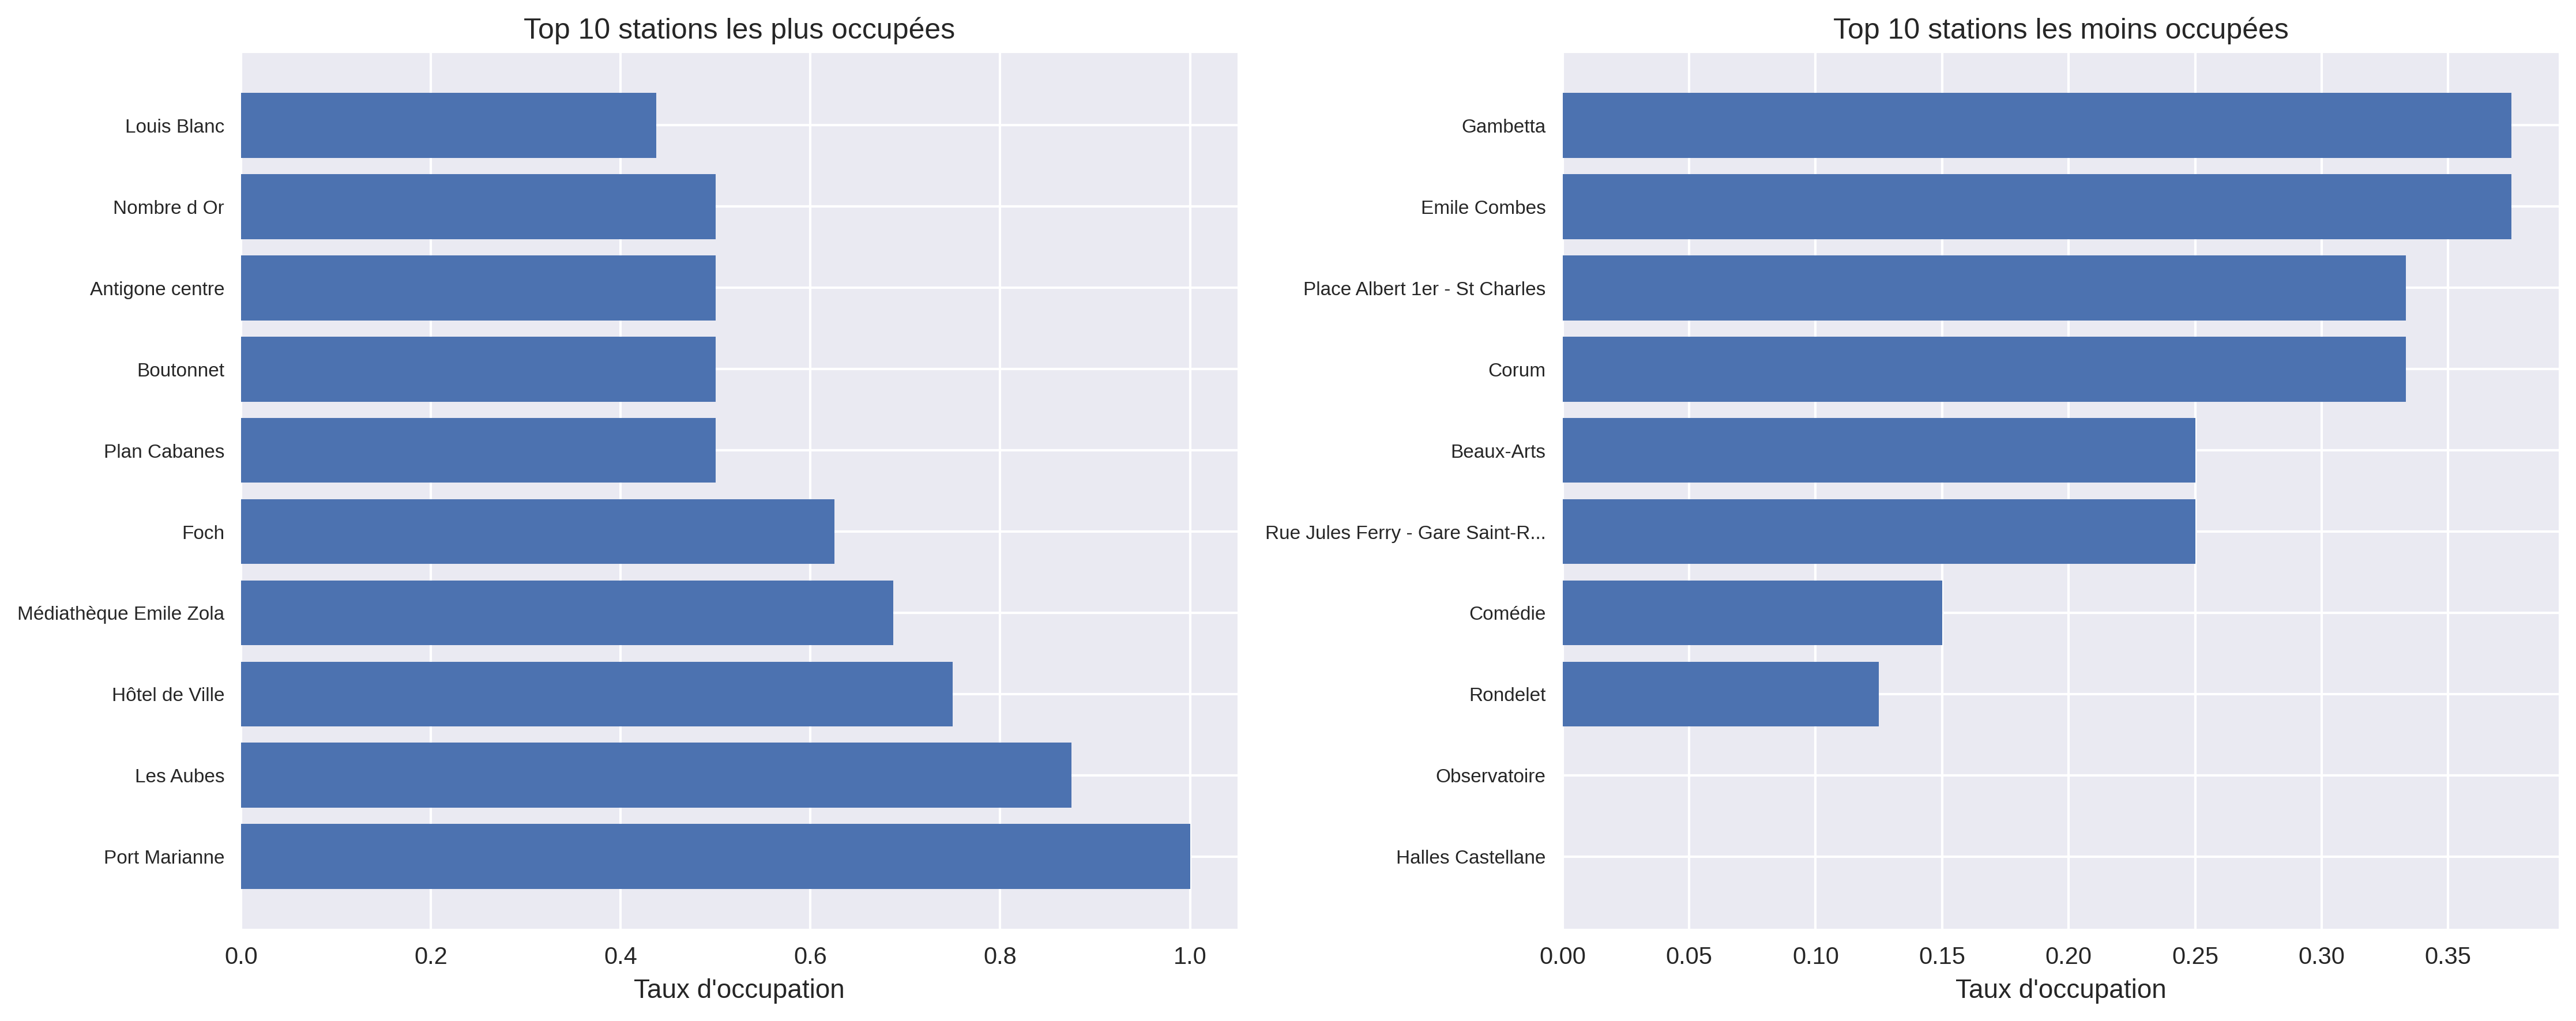 Top 10 stations les plus occupées
Louis Blanc
Nombre d Or
Antigone centre
Boutonnet
Plan Cabanes
Foch
Médiathèque Emile Zola
Hôtel de Ville
Les Aubes
Port Marianne
0.0 0.2 0.4 0.6 0.8 1.0
Taux d'occupation
Top 10 stations les moins occupées
Gambetta
Emile Combes
Place Albert 1er - St Charles
Corum
Beaux-Arts
Rue Jules Ferry - Gare Saint-R...
Comédie
Rondelet
Observatoire
Halles Castellane
0.00 0.05 0.10 0.15 0.20 0.25 0.30 0.35
Taux d'occupation